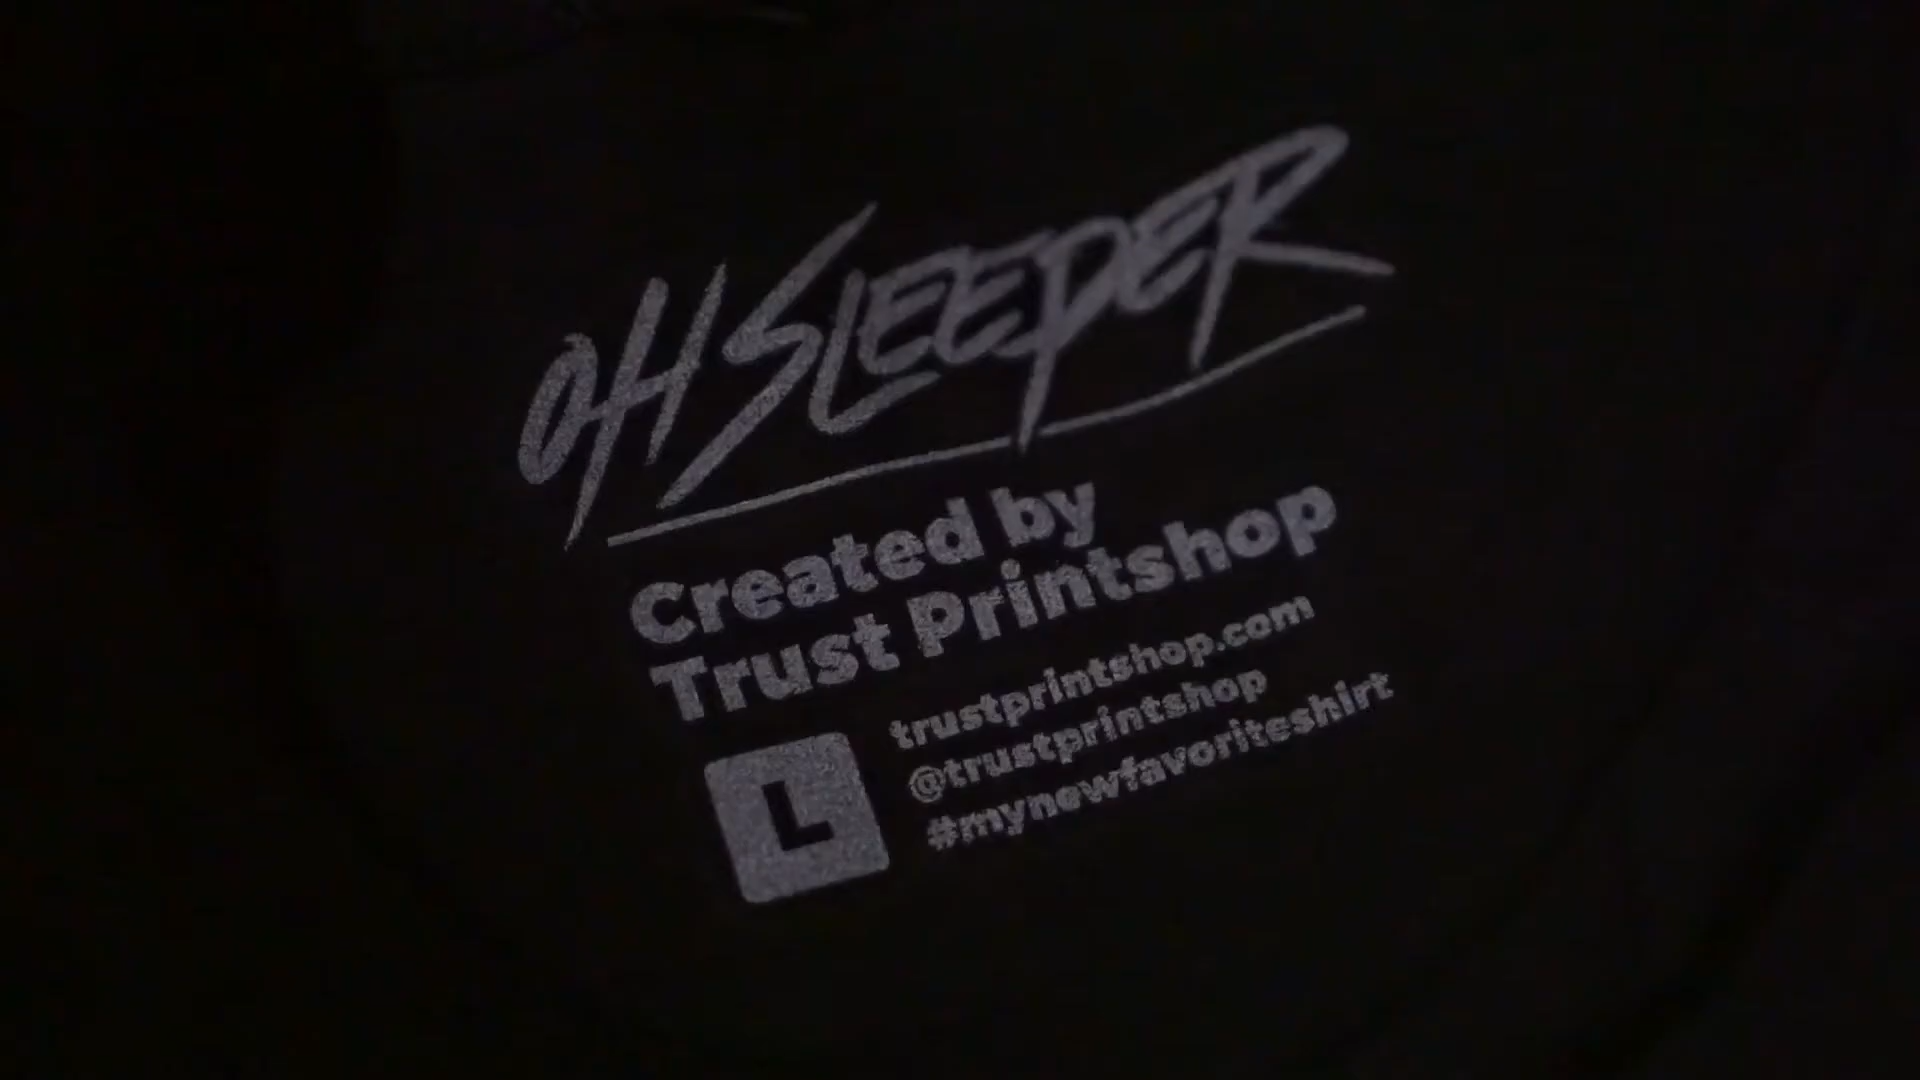 OH SLEEPER
Created by
Trust Printshop
trustprintshop.com
@trustprintshop
#mynewfavoriteshirt
L